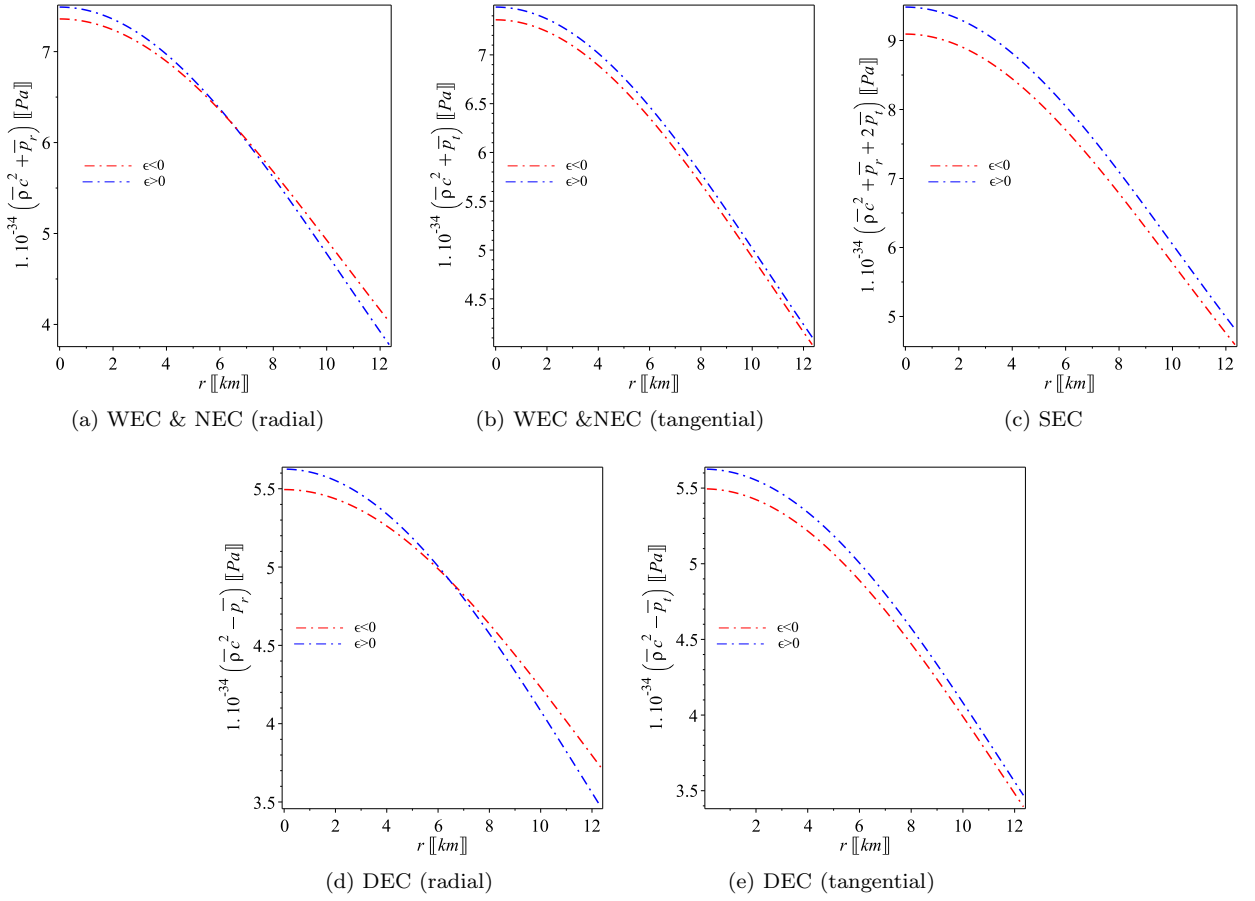 7
6
5
4
1. 10^-34 (ρ̄ c^2 + p̄_r) [[Pa]]
ϵ<0
ϵ>0
0 2 4 6 8 10 12
r [[km]]
(a) WEC & NEC (radial)
7
6.5
6
5.5
5
4.5
1. 10^-34 (ρ̄ c^2 + p̄_t) [[Pa]]
ϵ<0
ϵ>0
0 2 4 6 8 10 12
r [[km]]
(b) WEC &NEC (tangential)
9
8
7
6
5
1. 10^-34 (ρ̄ c^2 + p̄_r + 2 p̄_t) [[Pa]]
ϵ<0
ϵ>0
0 2 4 6 8 10 12
r [[km]]
(c) SEC
5.5
5
4.5
4
3.5
1. 10^-34 (ρ̄ c^2 − p̄_r) [[Pa]]
ϵ<0
ϵ>0
0 2 4 6 8 10 12
r [[km]]
(d) DEC (radial)
5.5
5
4.5
4
3.5
1. 10^-34 (ρ̄ c^2 − p̄_t) [[Pa]]
ϵ<0
ϵ>0
2 4 6 8 10 12
r [[km]]
(e) DEC (tangential)